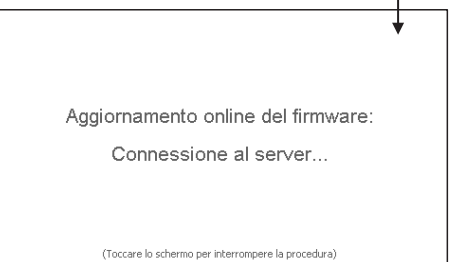 Aggiornamento online del firmware:
Connessione al server...
(Toccare lo schermo per interrompere la procedura)